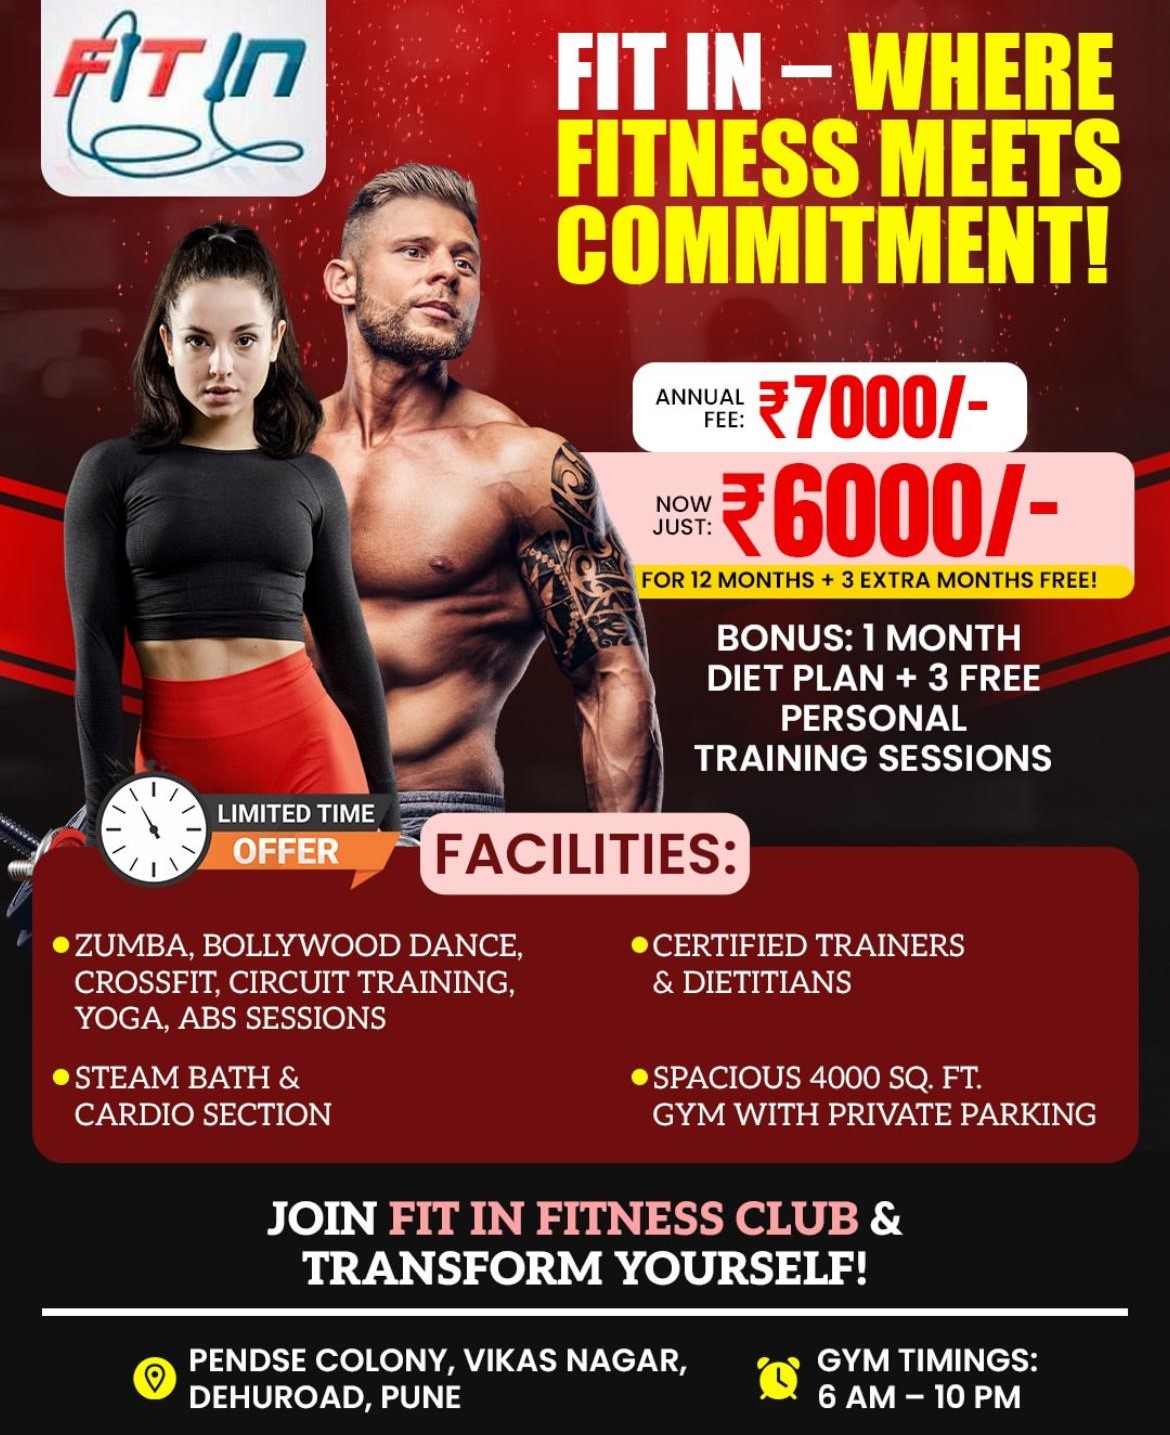 FIT IN
FIT IN – WHERE
FITNESS MEETS
COMMITMENT!
ANNUAL
FEE: ₹7000/-
NOW
JUST: ₹6000/-
FOR 12 MONTHS + 3 EXTRA MONTHS FREE!
BONUS: 1 MONTH
DIET PLAN + 3 FREE
PERSONAL
TRAINING SESSIONS
LIMITED TIME
OFFER
FACILITIES:
ZUMBA, BOLLYWOOD DANCE,
CROSSFIT, CIRCUIT TRAINING,
YOGA, ABS SESSIONS
STEAM BATH &
CARDIO SECTION
CERTIFIED TRAINERS
& DIETITIANS
SPACIOUS 4000 SQ. FT.
GYM WITH PRIVATE PARKING
JOIN FIT IN FITNESS CLUB &
TRANSFORM YOURSELF!
PENDSE COLONY, VIKAS NAGAR,
DEHUROAD, PUNE
GYM TIMINGS:
6 AM – 10 PM